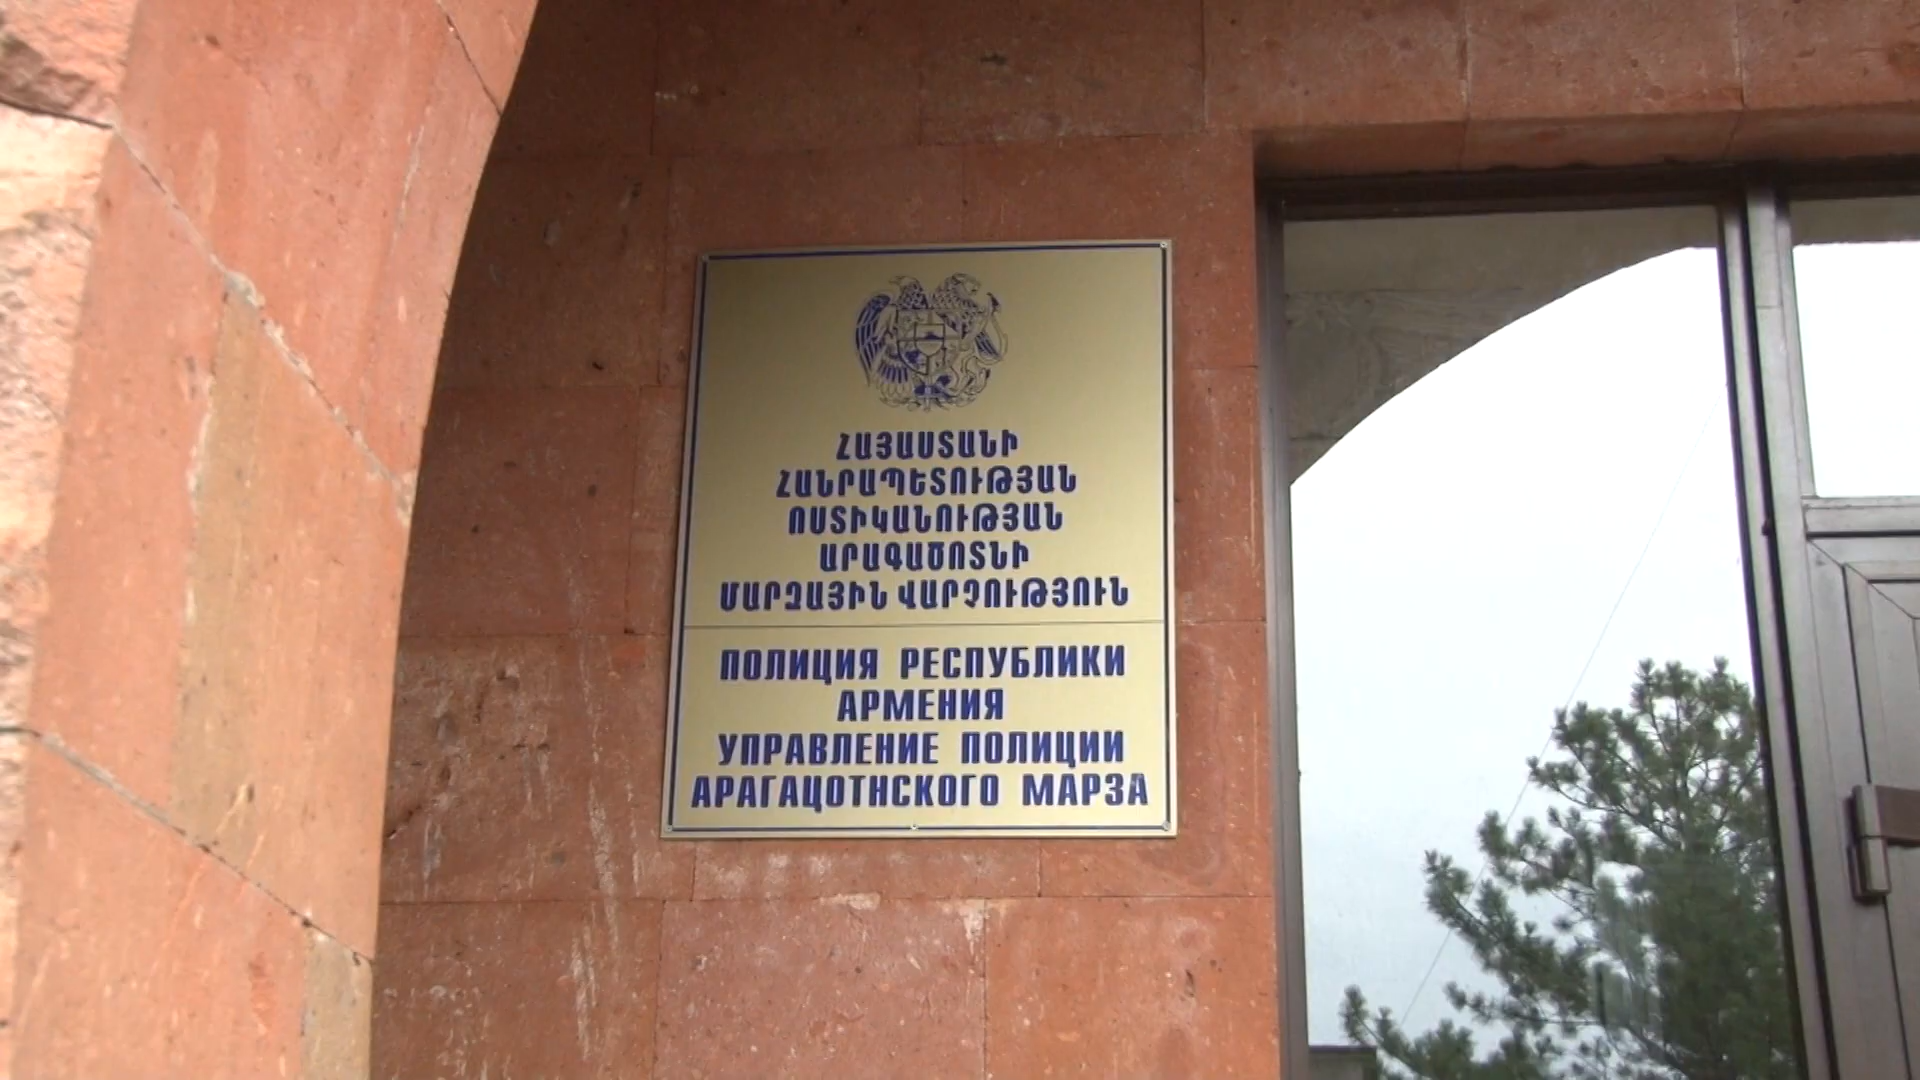 ՀԱՅԱՍՏԱՆԻ
ՀԱՆՐԱՊԵՏՈՒԹՅԱՆ
ՈՍՏԻԿԱՆՈՒԹՅԱՆ
ԱՐԱԳԱԾՈՏՆԻ
ՄԱՐԶԱՅԻՆ ՎԱՐՉՈՒԹՅՈՒՆ
ПОЛИЦИЯ РЕСПУБЛИКИ
АРМЕНИЯ
УПРАВЛЕНИЕ ПОЛИЦИИ
АРАГАЦОТНСКОГО МАРЗА